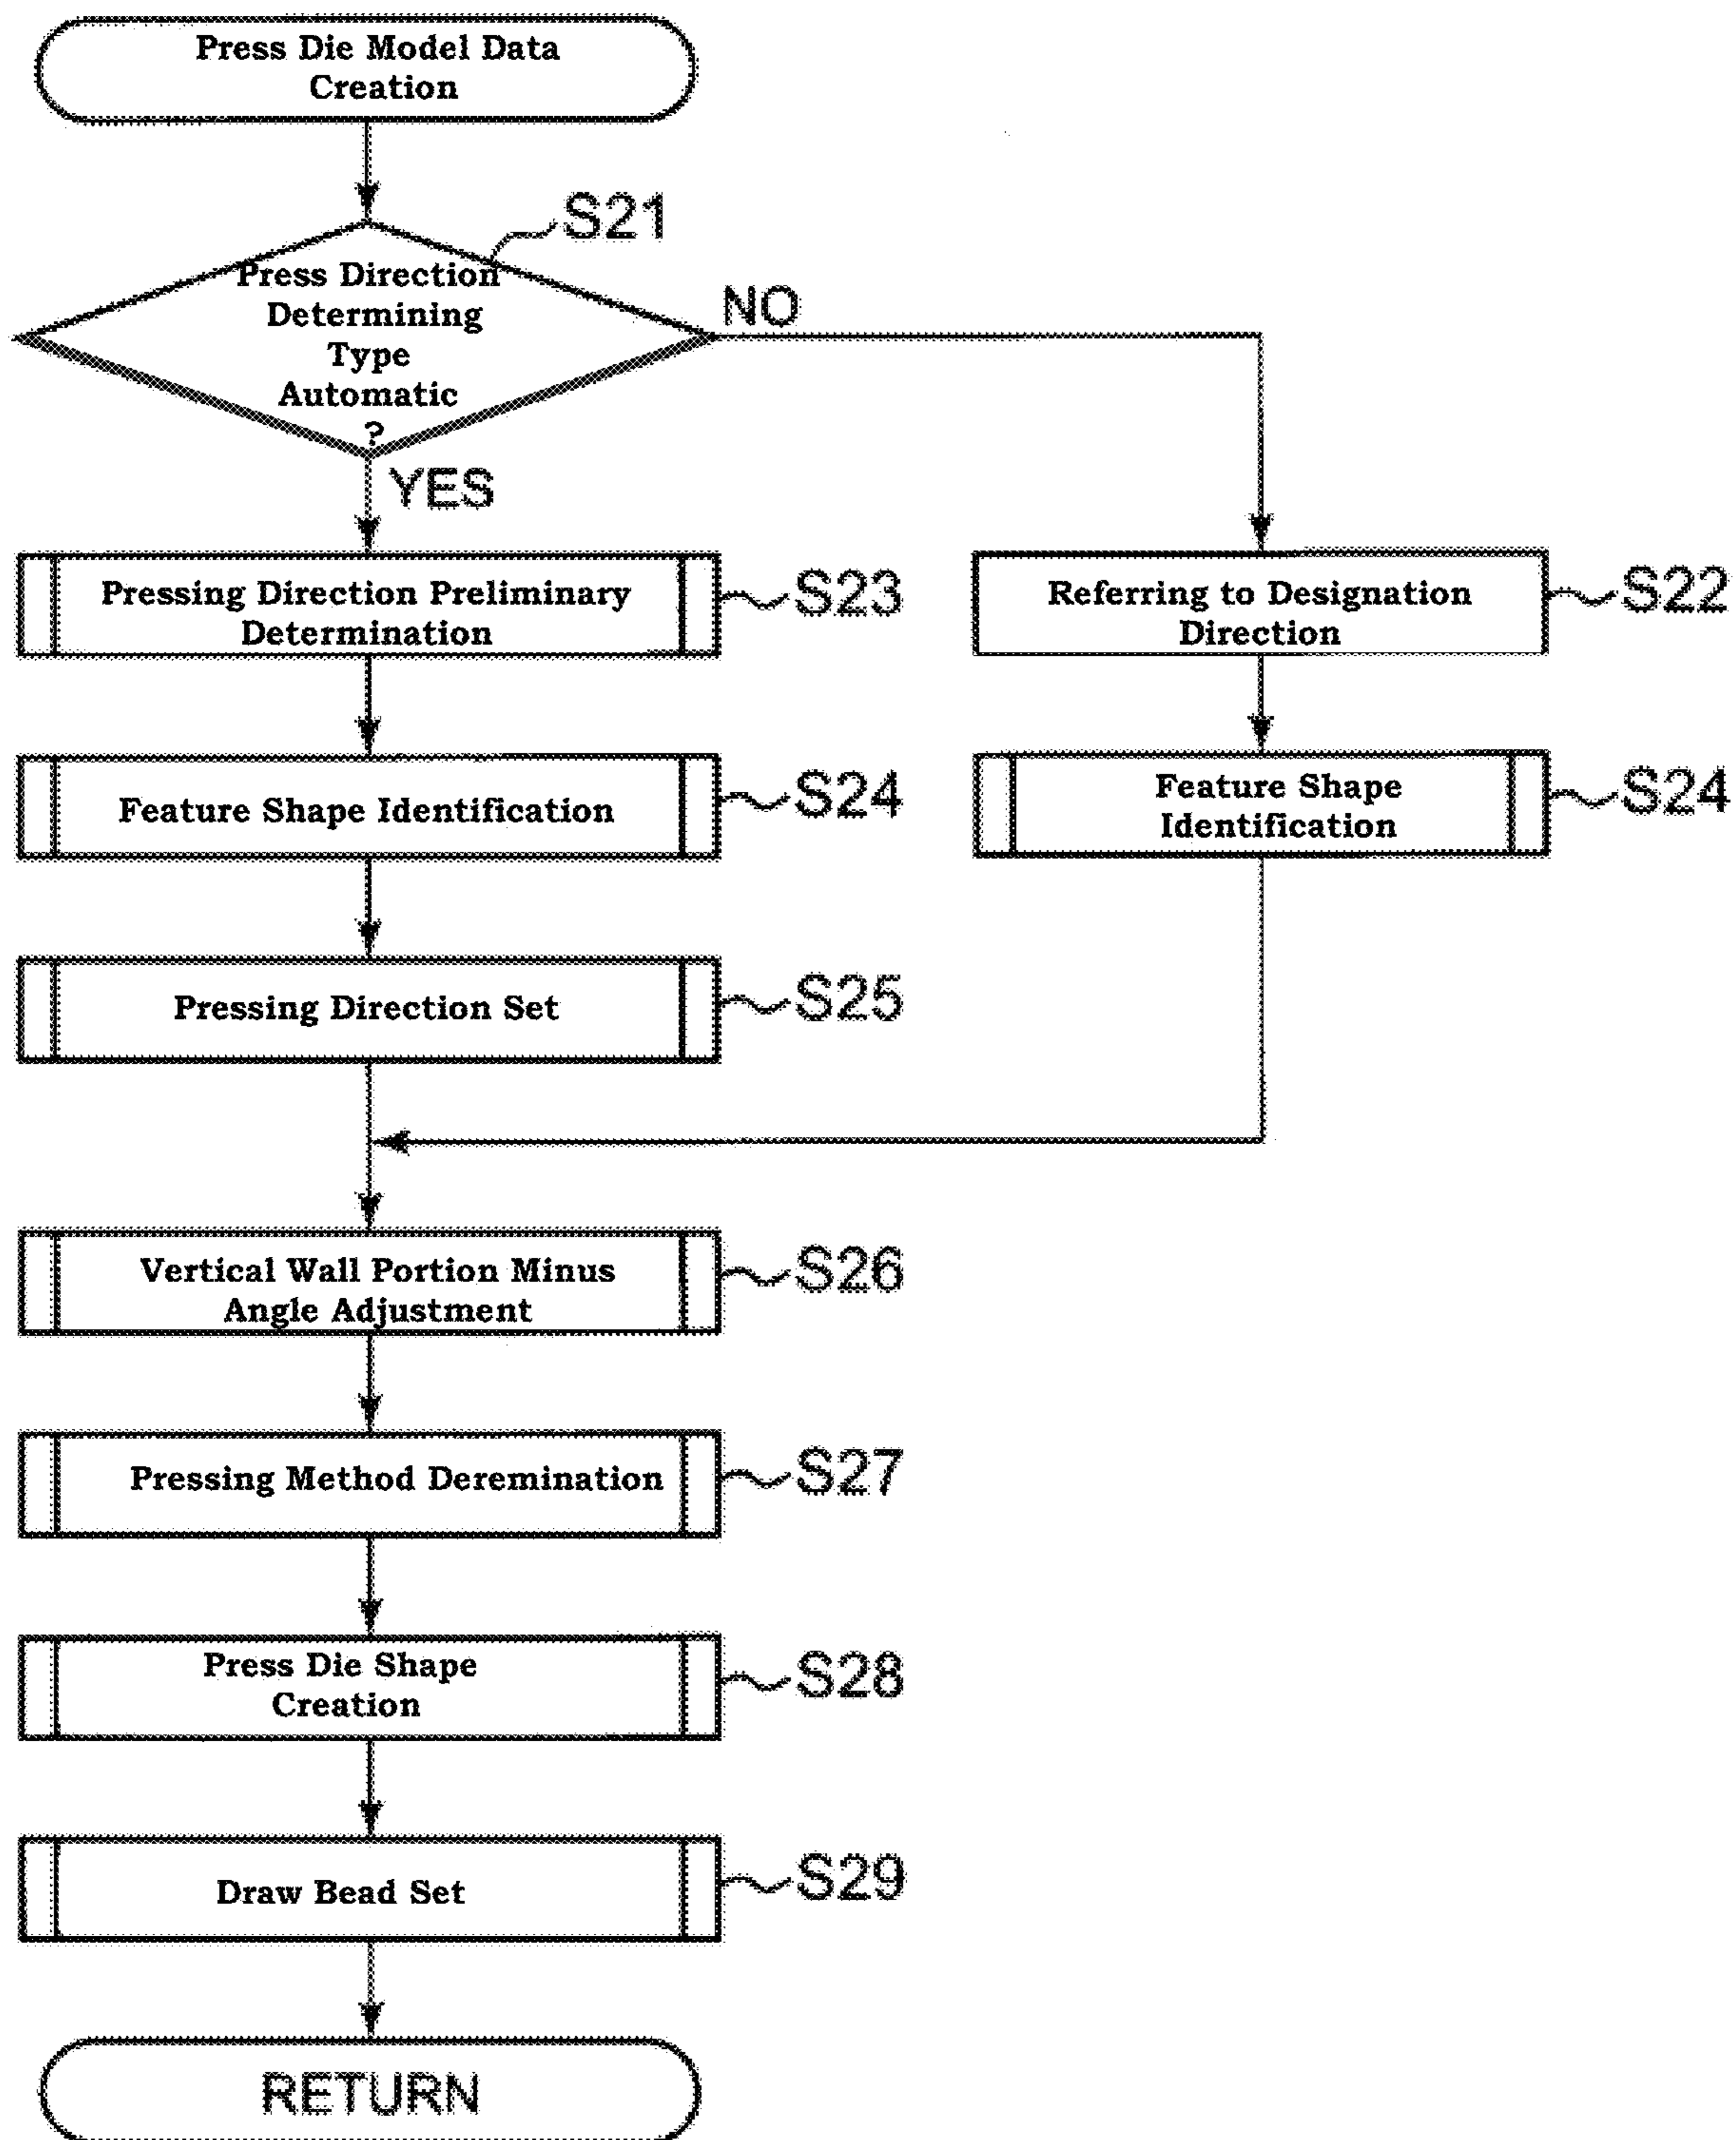 Press Die Model Data
Creation
S21
Press Direction
Determining
Type
Automatic
?
NO
YES
Pressing Direction Preliminary
Determination
S23
Referring to Designation
Direction
S22
Feature Shape Identification
S24
Feature Shape
Identification
S24
Pressing Direction Set
S25
Vertical Wall Portion Minus
Angle Adjustment
S26
Pressing Method Deremination
S27
Press Die Shape
Creation
S28
Draw Bead Set
S29
RETURN